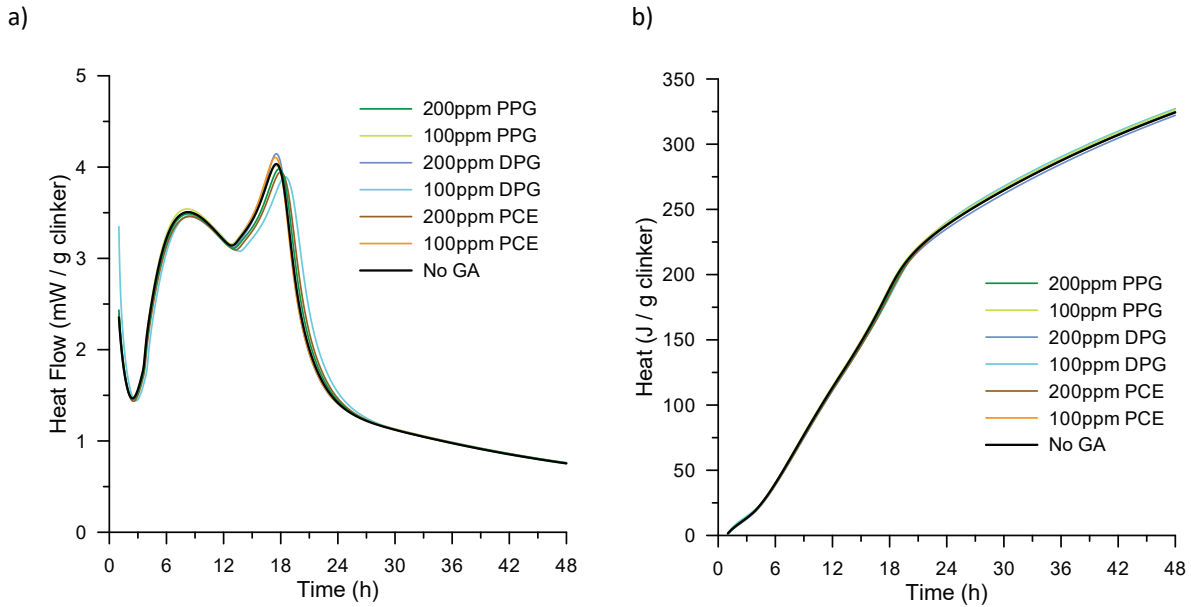 a)
5
4
3
2
1
0
Heat Flow (mW / g clinker)
200ppm PPG
100ppm PPG
200ppm DPG
100ppm DPG
200ppm PCE
100ppm PCE
No GA
0 6 12 18 24 30 36 42 48
Time (h)
b)
350
300
250
200
150
100
50
0
Heat (J / g clinker)
200ppm PPG
100ppm PPG
200ppm DPG
100ppm DPG
200ppm PCE
100ppm PCE
No GA
0 6 12 18 24 30 36 42 48
Time (h)